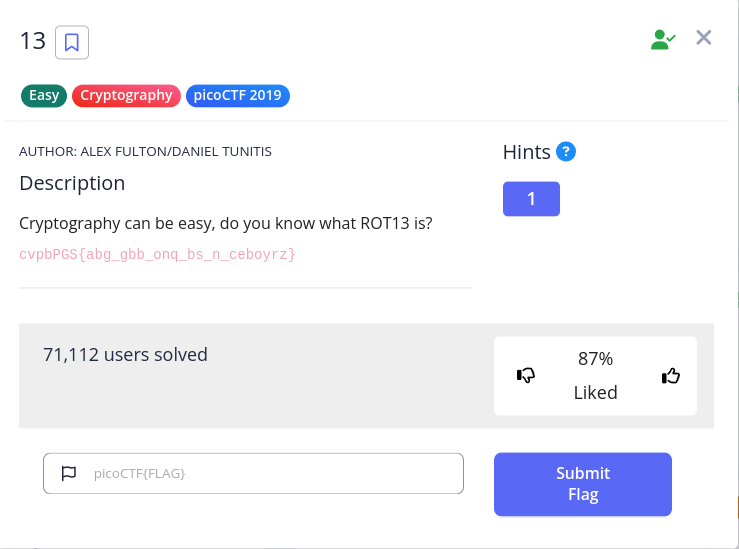 13
Easy Cryptography picoCTF 2019
AUTHOR: ALEX FULTON/DANIEL TUNITIS
Description
Cryptography can be easy, do you know what ROT13 is?
cvpbPGS{abg_gbb_onq_bs_n_ceboyrz}
Hints ?
1
71,112 users solved
87%
Liked
picoCTF{FLAG}
Submit
Flag